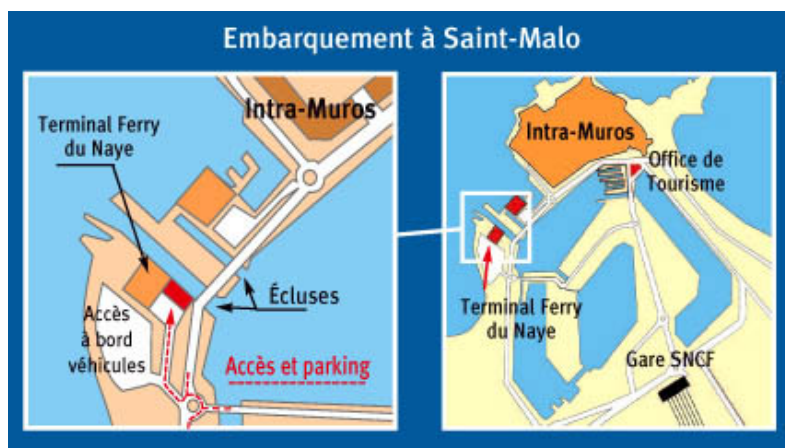 Embarquement à Saint-Malo
Intra-Muros
Terminal Ferry
du Naye
Écluses
Accès
à bord
véhicules
Accès et parking
Intra-Muros
Office de
Tourisme
Terminal Ferry
du Naye
Gare SNCF